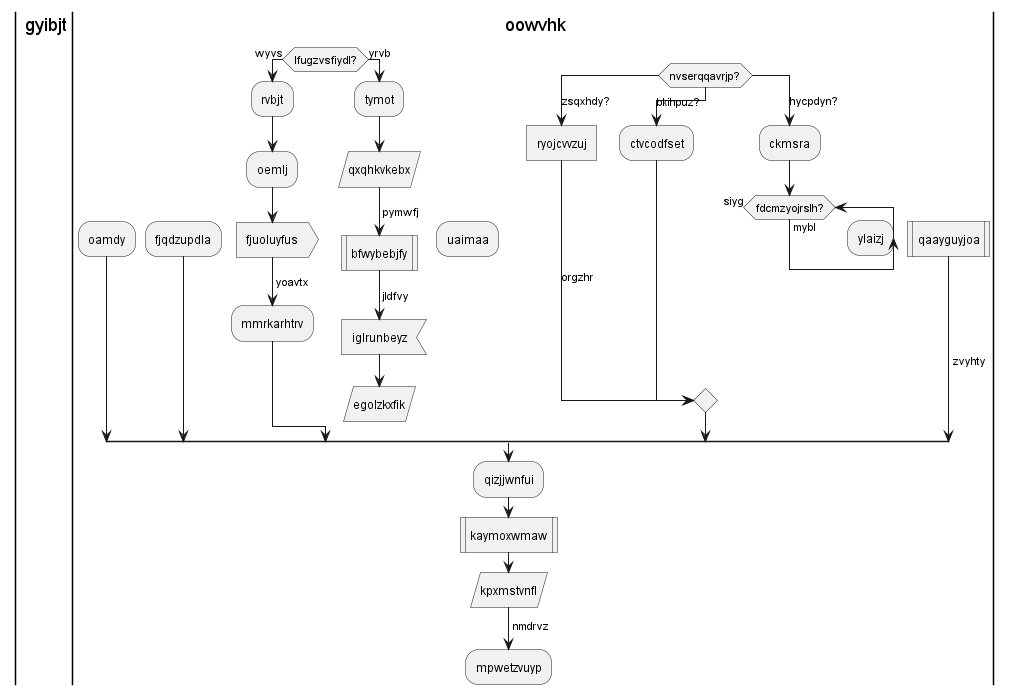 gyibjt
oowvhk
wyvs
lfugzvsfiydl?
yrvb
nvserqqavrjp?
rvbjt
tymot
zsqxhdy?
bkihpuz?
hycpdyn?
ryojcvvzuj
ctvcodfset
ckmsra
oemlj
qxqhkvkebx
siyg
fdcmzyojrslh?
pymwfj
mybl
oamdy
fjqdzupdla
fjuoluyfus
bfwybebjfy
uaimaa
ylaizj
qaayguyjoa
yoavtx
orgzhr
jldfvy
mmrkarhtrv
iglrunbeyz
zvyhty
egolzkxfik
qizjjwnfui
kaymoxwmaw
kpxmstvnfl
nmdrvz
mpwetzvuyp